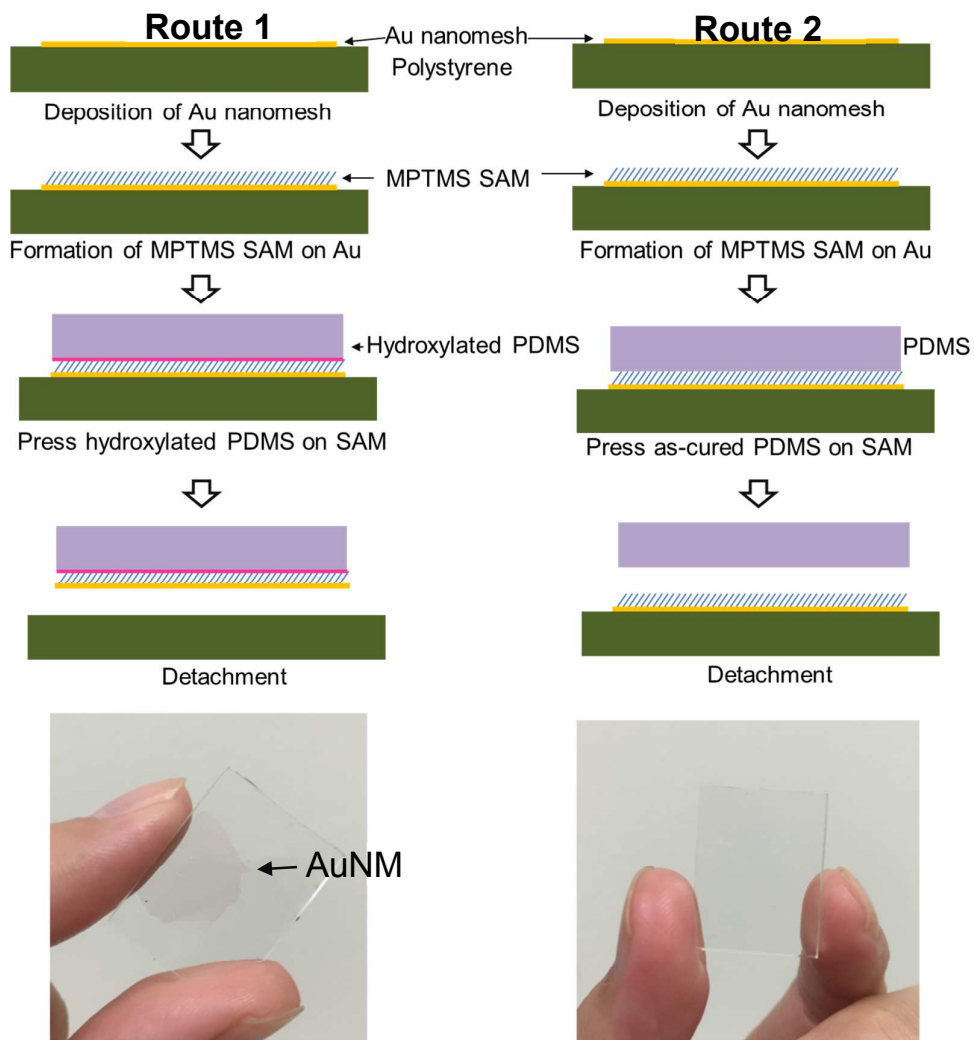 Route 1
Route 2
Au nanomesh
Polystyrene
Deposition of Au nanomesh
Deposition of Au nanomesh
MPTMS SAM
Formation of MPTMS SAM on Au
Formation of MPTMS SAM on Au
Hydroxylated PDMS
PDMS
Press hydroxylated PDMS on SAM
Press as-cured PDMS on SAM
Detachment
Detachment
AuNM